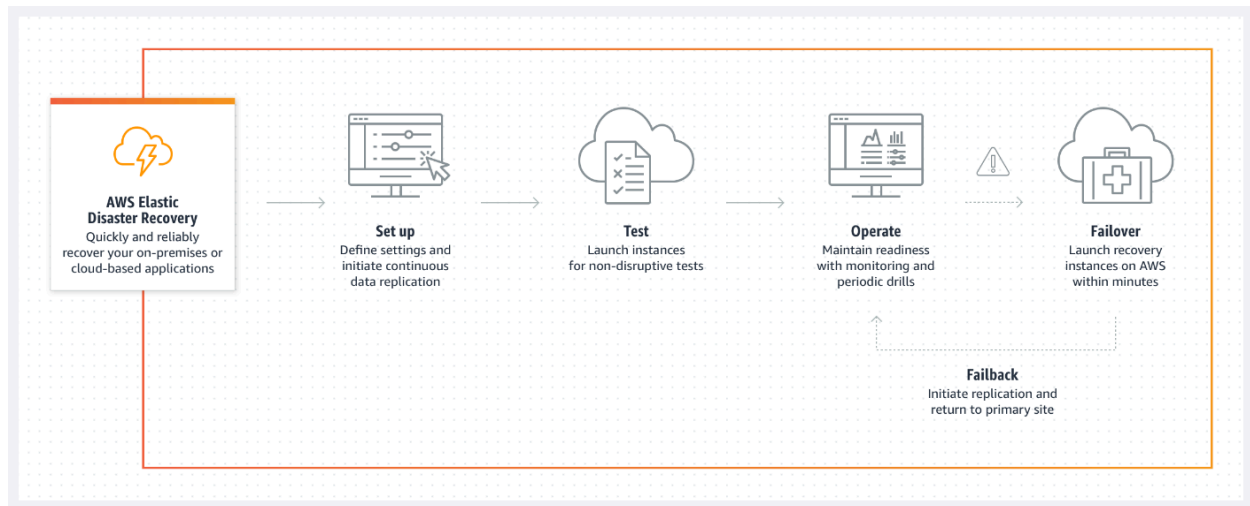 AWS Elastic
Disaster Recovery
Quickly and reliably
recover your on-premises or
cloud-based applications
Set up
Define settings and
initiate continuous
data replication
Test
Launch instances
for non-disruptive tests
Operate
Maintain readiness
with monitoring and
periodic drills
Failover
Launch recovery
instances on AWS
within minutes
Failback
Initiate replication and
return to primary site